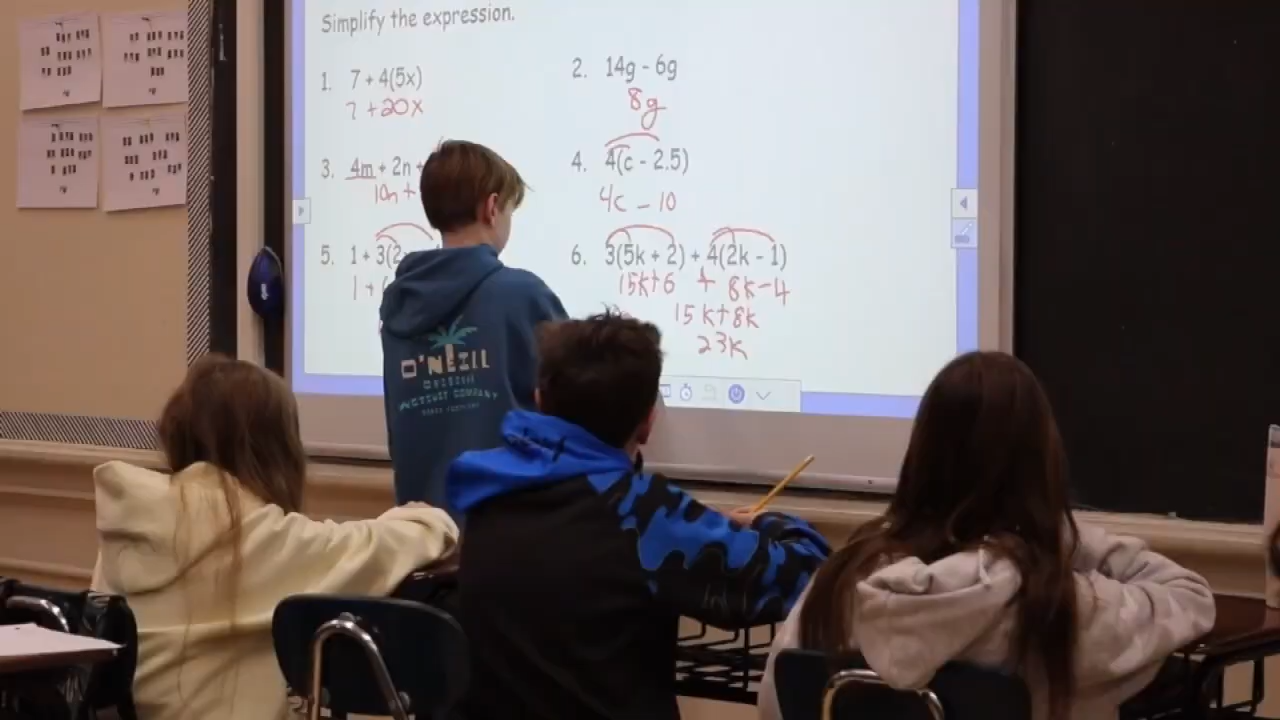 Simplify the expression.
1. 7 + 4(5x)
7 + 20x
2. 14g - 6g
8g
3. 4m + 2n +
10n +
4. 4(c - 2.5)
4c - 10
5. 1 + 3(2
1 + 6
6. 3(5k + 2) + 4(2k - 1)
15k+6 + 8k-4
15k+8k
23k
O'NEILL